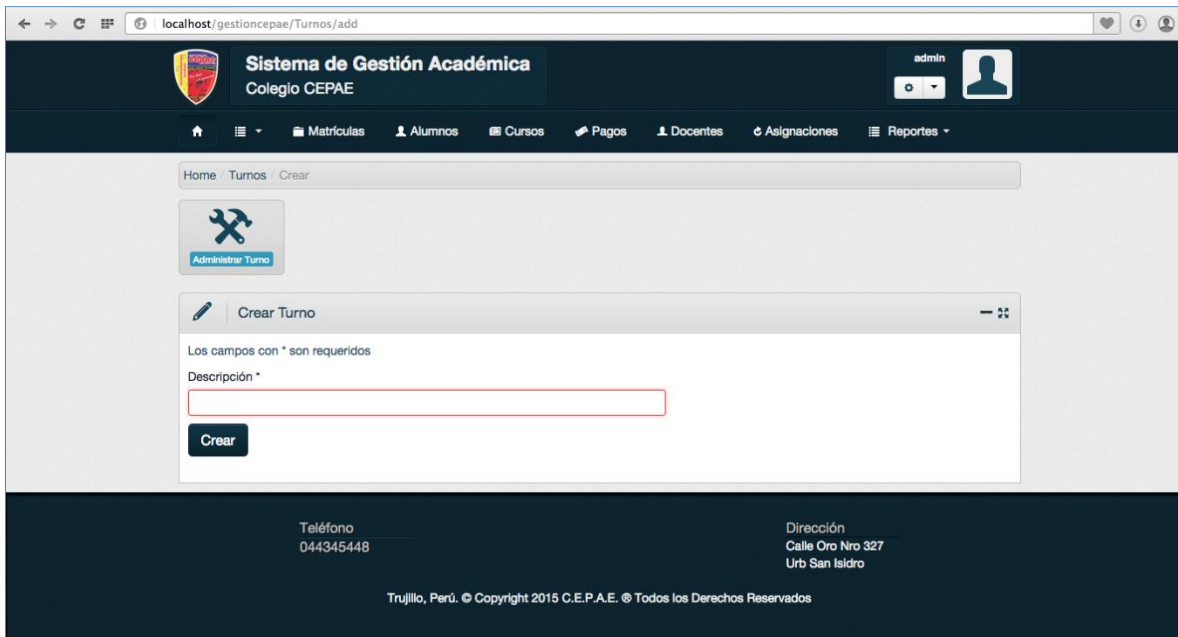 localhost/gestioncepae/Turnos/add
cepae
Sistema de Gestión Académica
Colegio CEPAE
admin
Matrículas Alumnos Cursos Pagos Docentes Asignaciones Reportes
Home / Turnos / Crear
Administrar Turno
Crear Turno
Los campos con * son requeridos
Descripción *
Crear
Teléfono
044345448
Dirección
Calle Oro Nro 327
Urb San Isidro
Trujillo, Perú. © Copyright 2015 C.E.P.A.E. ® Todos los Derechos Reservados